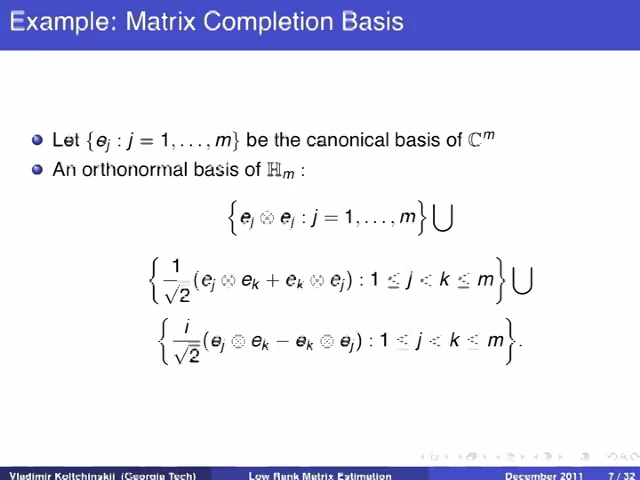 Example: Matrix Completion Basis
Let {e_j : j = 1, . . . , m} be the canonical basis of ℂ^m
An orthonormal basis of ℍ_m :
{e_j ⊗ e_j : j = 1, . . . , m} ⋃
{1/√2 (e_j ⊗ e_k + e_k ⊗ e_j) : 1 ≤ j < k ≤ m} ⋃
{i/√2 (e_j ⊗ e_k − e_k ⊗ e_j) : 1 ≤ j < k ≤ m}.
Vladimir Koltchinskii (Georgia Tech) Low Rank Matrix Estimation December 2011 7 / 32